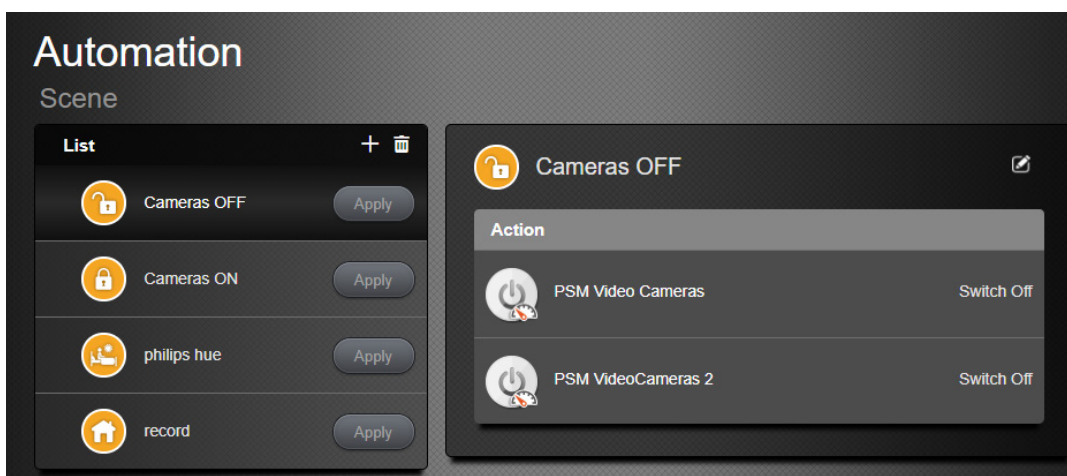 Automation
Scene
List
Cameras OFF Apply
Cameras ON Apply
philips hue Apply
record Apply
Cameras OFF
Action
PSM Video Cameras Switch Off
PSM VideoCameras 2 Switch Off